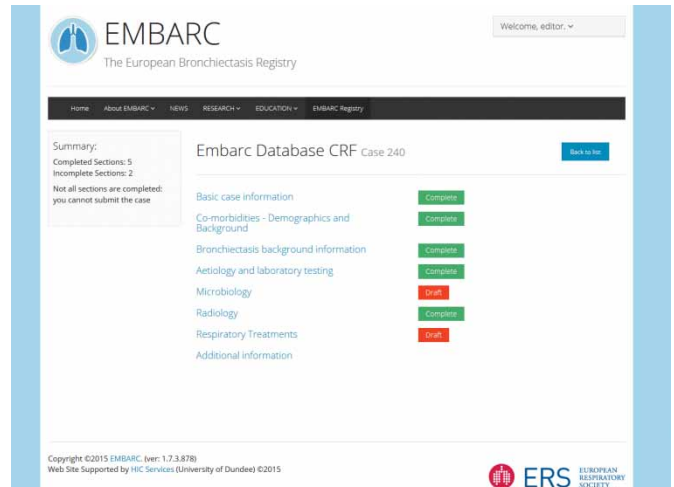 EMBARC
The European Bronchiectasis Registry
Welcome, editor.
Home About EMBARC NEWS RESEARCH EDUCATION EMBARC Registry
Summary:
Completed Sections: 5
Incomplete Sections: 2
Not all sections are completed:
you cannot submit the case
Embarc Database CRF Case 240
Back to list
Basic case information Complete
Co-morbidities - Demographics and
Background Complete
Bronchiectasis background information Complete
Aetiology and laboratory testing Complete
Microbiology Draft
Radiology Complete
Respiratory Treatments Draft
Additional information
Copyright ©2015 EMBARC. (ver: 1.7.3.878)
Web Site Supported by HIC Services (University of Dundee) ©2015
ERS EUROPEAN
RESPIRATORY
SOCIETY